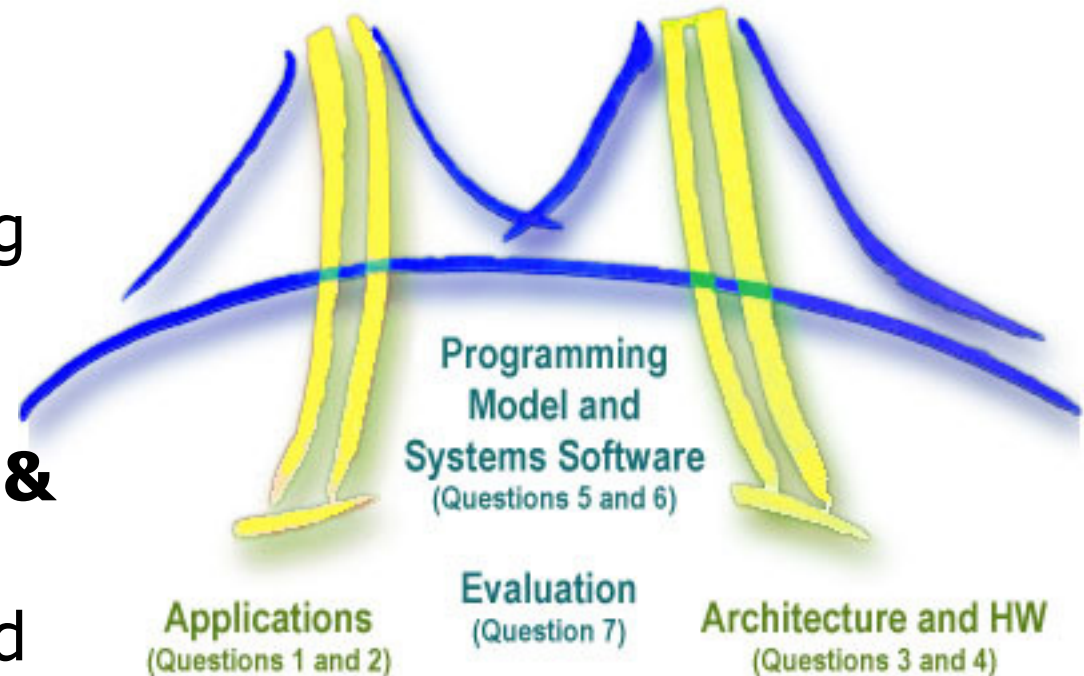 g
&
d
Programming
Model and
Systems Software
(Questions 5 and 6)
Evaluation
(Question 7)
Applications
(Questions 1 and 2)
Architecture and HW
(Questions 3 and 4)